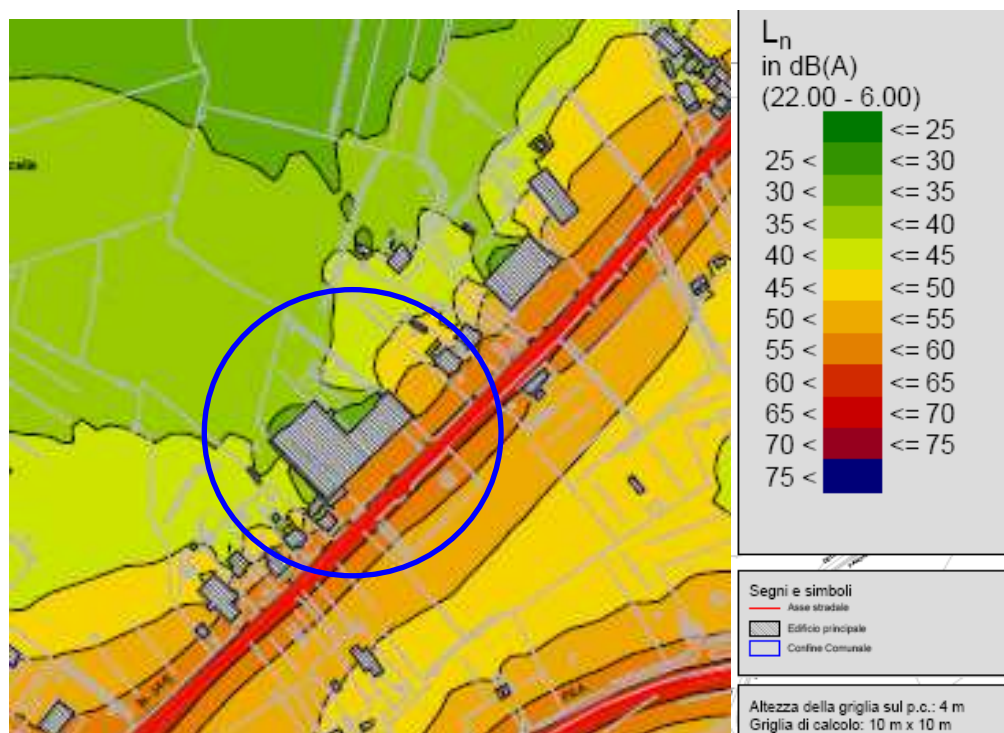 Ln
in dB(A)
(22.00 - 6.00)
<= 25
25 < <= 30
30 < <= 35
35 < <= 40
40 < <= 45
45 < <= 50
50 < <= 55
55 < <= 60
60 < <= 65
65 < <= 70
70 < <= 75
75 <
Segni e simboli
Asse stradale
Edificio principale
Confine Comunale
Altezza della griglia sul p.c.: 4 m
Griglia di calcolo: 10 m x 10 m